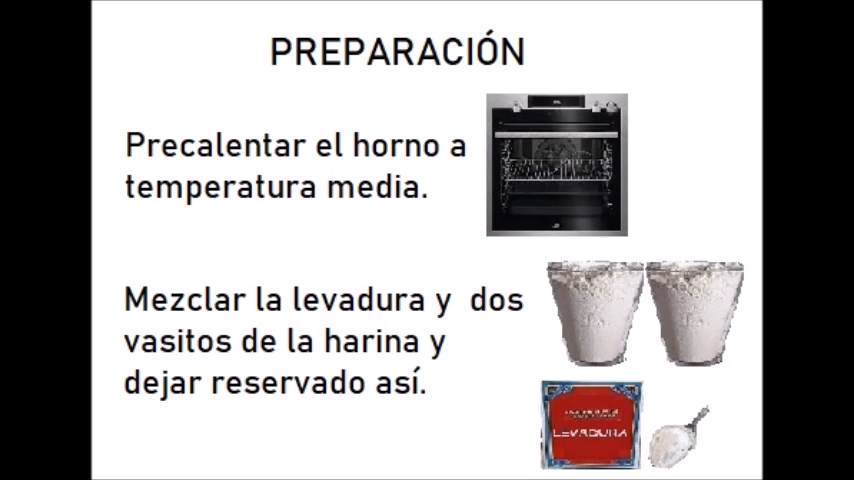 PREPARACIÓN
Precalentar el horno a
temperatura media.
Mezclar la levadura y dos
vasitos de la harina y
dejar reservado así.
LEVADURA